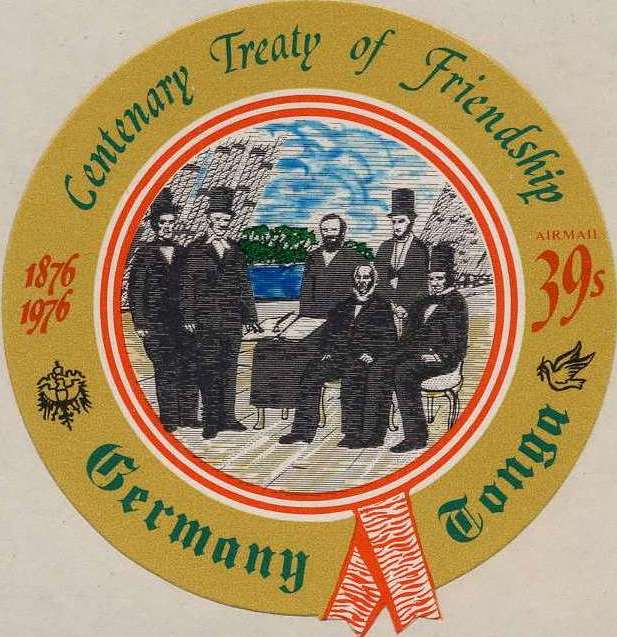 Centenary Treaty of Friendship
1876
1976
AIRMAIL
39s
Germany
Tonga